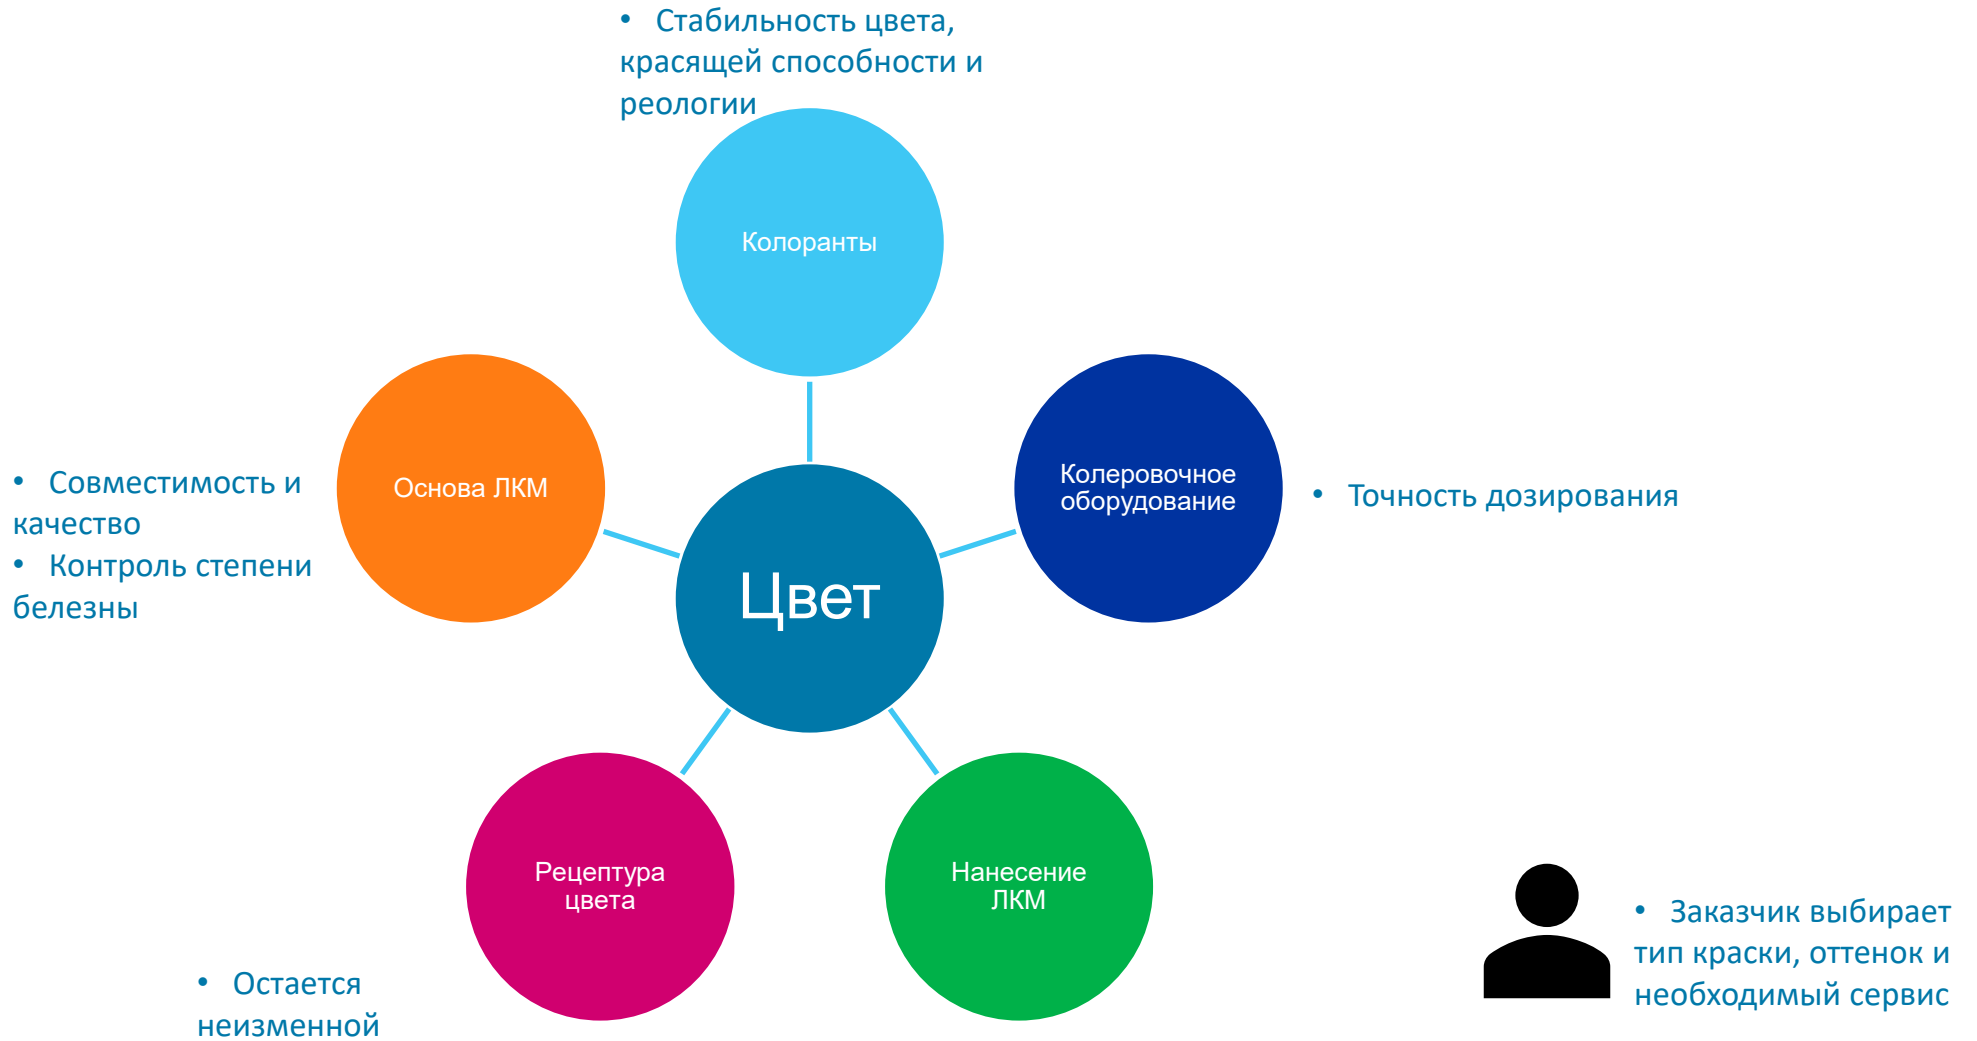 • Стабильность цвета,
красящей способности и
реологии
Колоранты
Основа ЛКМ
Колеровочное
оборудование
• Совместимость и
качество
• Контроль степени
белезны
• Точность дозирования
Цвет
Рецептура
цвета
Нанесение
ЛКМ
• Остается
неизменной
• Заказчик выбирает
тип краски, оттенок и
необходимый сервис